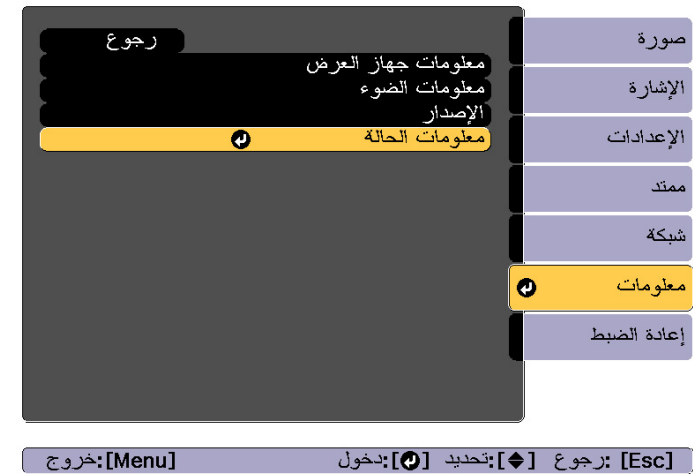 صورة
الإشارة
الإعدادات
ممتد
شبكة
معلومات
إعادة الضبط
رجوع
معلومات جهاز العرض
معلومات الضوء
الإصدار
معلومات الحالة
[Esc] :رجوع [◆]:تحديد [⏎]:دخول [Menu]:خروج